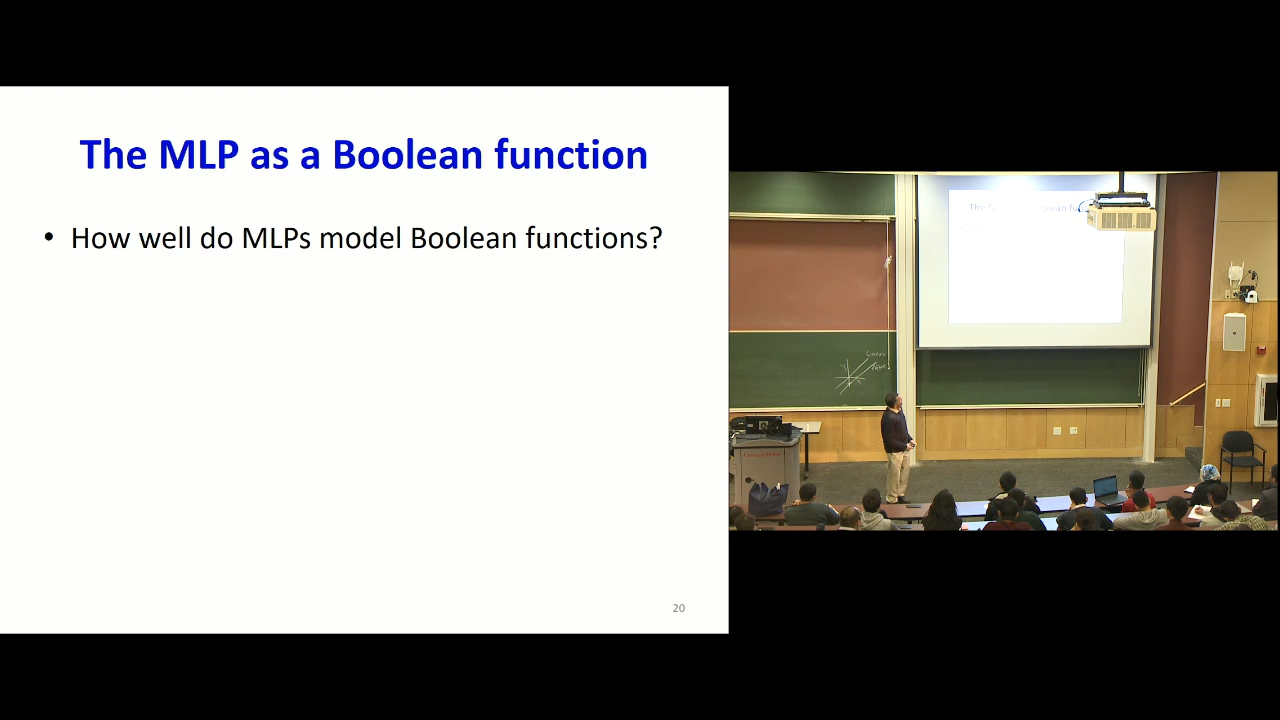 The MLP as a Boolean function
• How well do MLPs model Boolean functions?
20